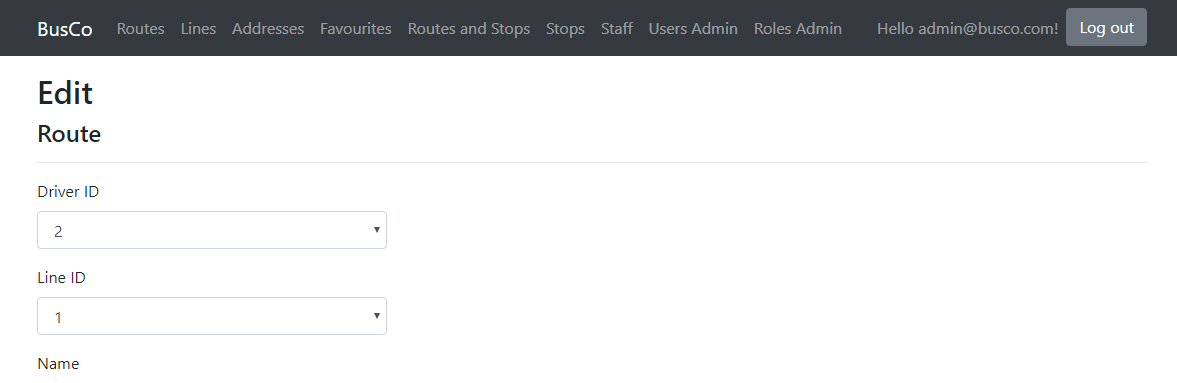 BusCo Routes Lines Addresses Favourites Routes and Stops Stops Staff Users Admin Roles Admin Hello admin@busco.com! Log out
Edit
Route
Driver ID
2
Line ID
1
Name